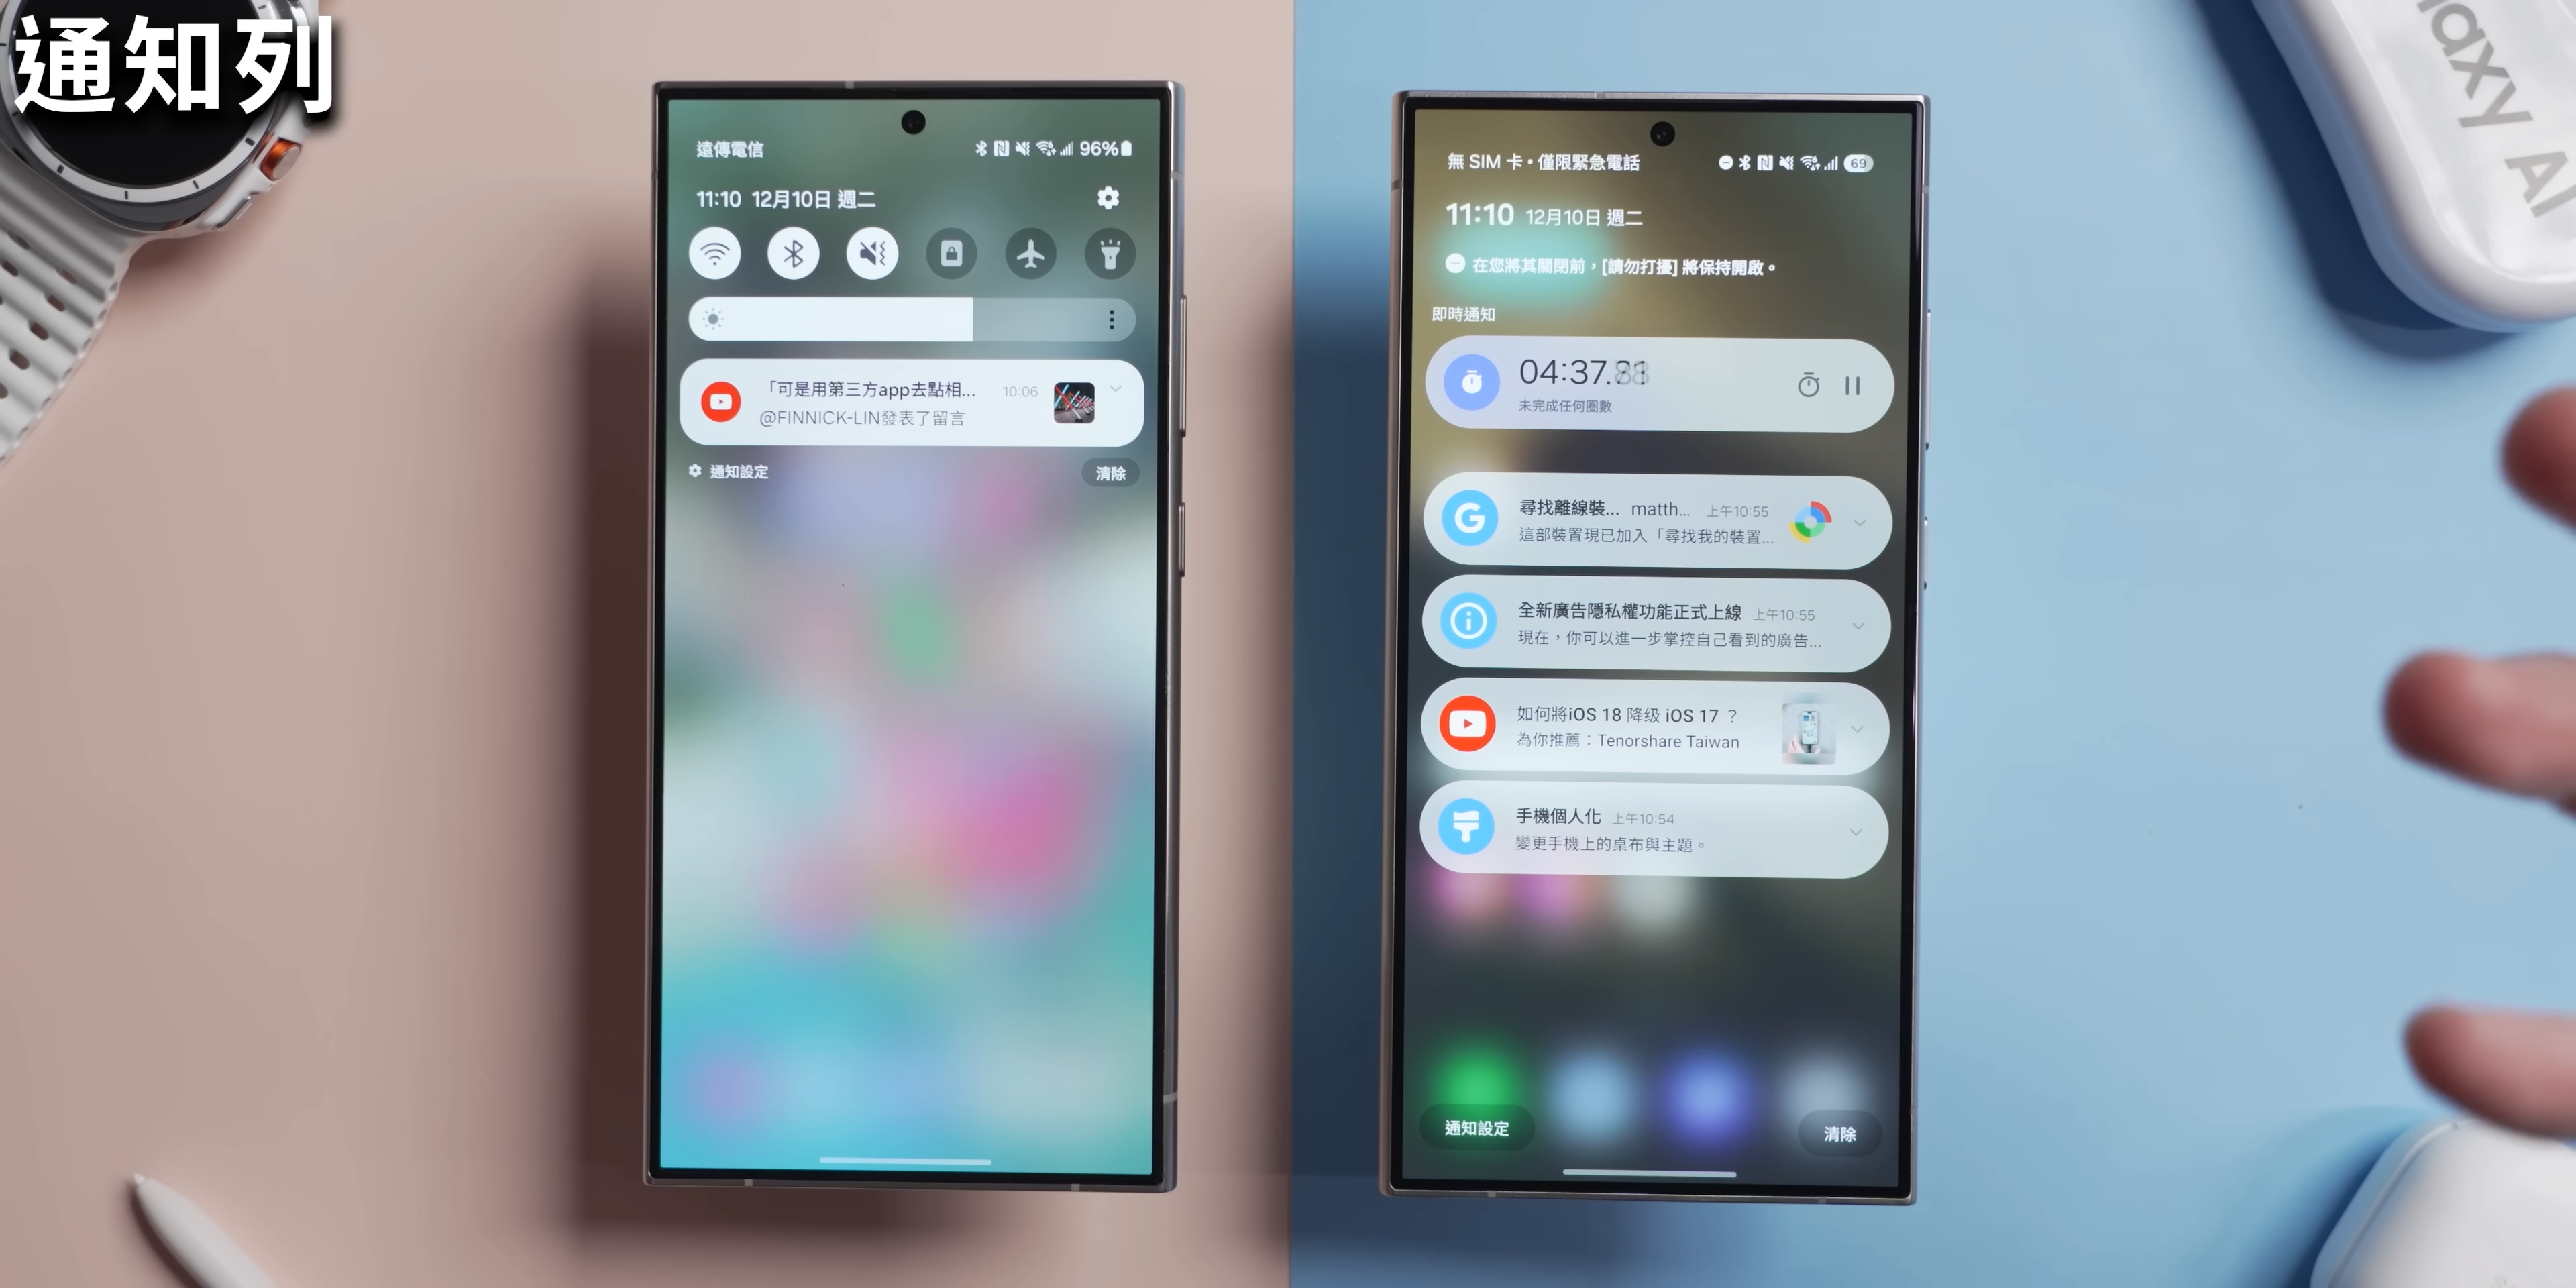 通知列
遠傳電信
96%
11:10 12月10日 週二
「可是用第三方app去點相... 10:06
@FINNICK-LIN發表了留言
通知設定
清除
無 SIM 卡 • 僅限緊急電話
69
11:10 12月10日 週二
在您將其關閉前，[請勿打擾] 將保持開啟。
即時通知
04:37.
未完成任何圈數
尋找離線裝... matth... 上午10:55
這部裝置現已加入「尋找我的裝置...
全新廣告隱私權功能正式上線 上午10:55
現在，你可以進一步掌控自己看到的廣告...
如何將iOS 18 降级 iOS 17 ？
為你推薦：Tenorshare Taiwan
手機個人化 上午10:54
變更手機上的桌布與主題。
通知設定
清除
laxy AI